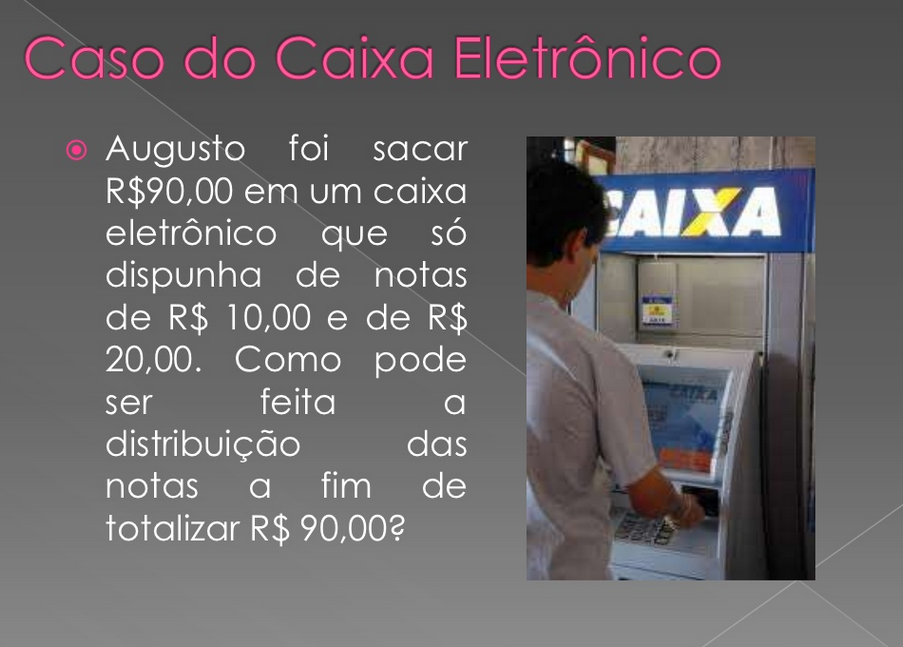 Caso do Caixa Eletrônico
Augusto foi sacar
R$90,00 em um caixa
eletrônico que só
dispunha de notas
de R$ 10,00 e de R$
20,00. Como pode
ser feita a
distribuição das
notas a fim de
totalizar R$ 90,00?
CAIXA
CAIXA